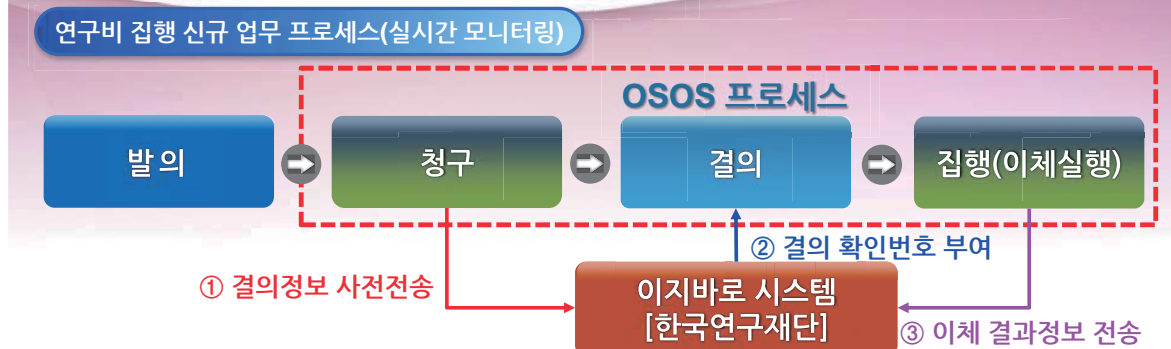 연구비 집행 신규 업무 프로세스(실시간 모니터링)
OSOS 프로세스
발의
청구
결의
집행(이체실행)
② 결의 확인번호 부여
① 결의정보 사전전송
이지바로 시스템
[한국연구재단]
③ 이체 결과정보 전송